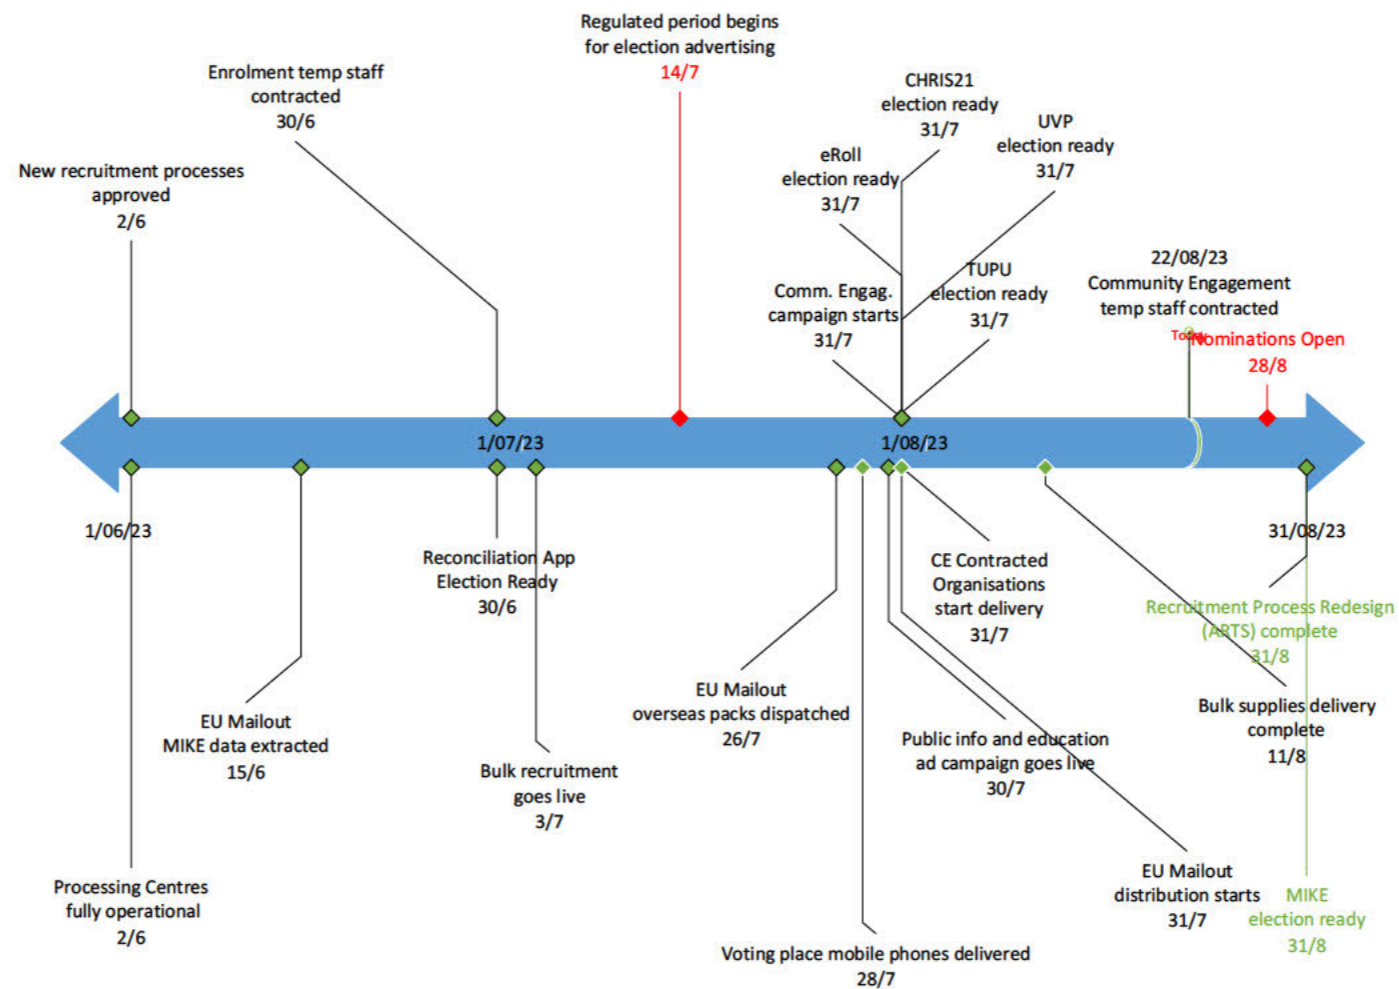 Regulated period begins
for election advertising
14/7
Enrolment temp staff
contracted
30/6
CHRIS21
election ready
31/7
UVP
election ready
31/7
eRoll
election ready
31/7
New recruitment processes
approved
2/6
22/08/23
Community Engagement
temp staff contracted
TUPU
election ready
31/7
Comm. Engag.
campaign starts
31/7
Today
Nominations Open
28/8
1/07/23
1/08/23
1/06/23
31/08/23
Reconciliation App
Election Ready
30/6
CE Contracted
Organisations
start delivery
31/7
Recruitment Process Redesign
(ARTS) complete
31/8
EU Mailout
overseas packs dispatched
26/7
Bulk supplies delivery
complete
11/8
EU Mailout
MIKE data extracted
15/6
Public info and education
ad campaign goes live
30/7
Bulk recruitment
goes live
3/7
EU Mailout
distribution starts
31/7
Processing Centres
fully operational
2/6
MIKE
election ready
31/8
Voting place mobile phones delivered
28/7